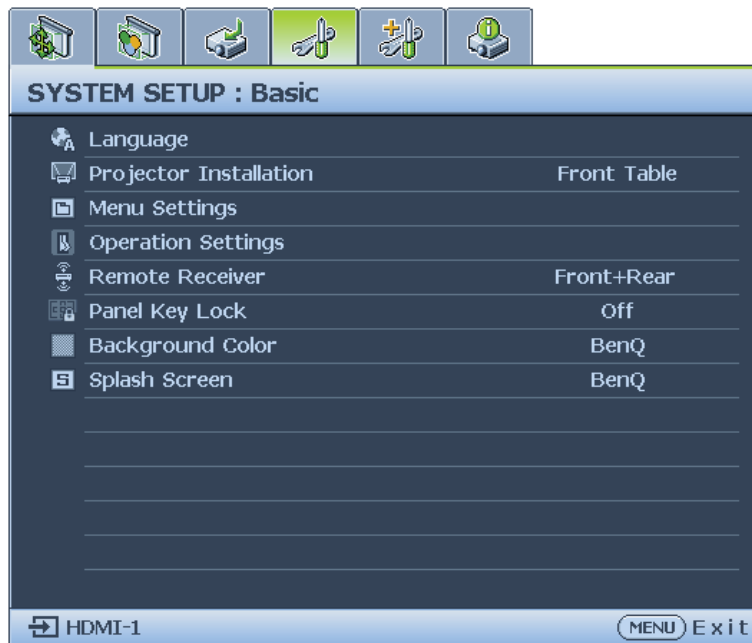 SYSTEM SETUP : Basic
Language
Projector Installation Front Table
Menu Settings
Operation Settings
Remote Receiver Front+Rear
Panel Key Lock Off
Background Color BenQ
Splash Screen BenQ
HDMI-1 MENU Exit